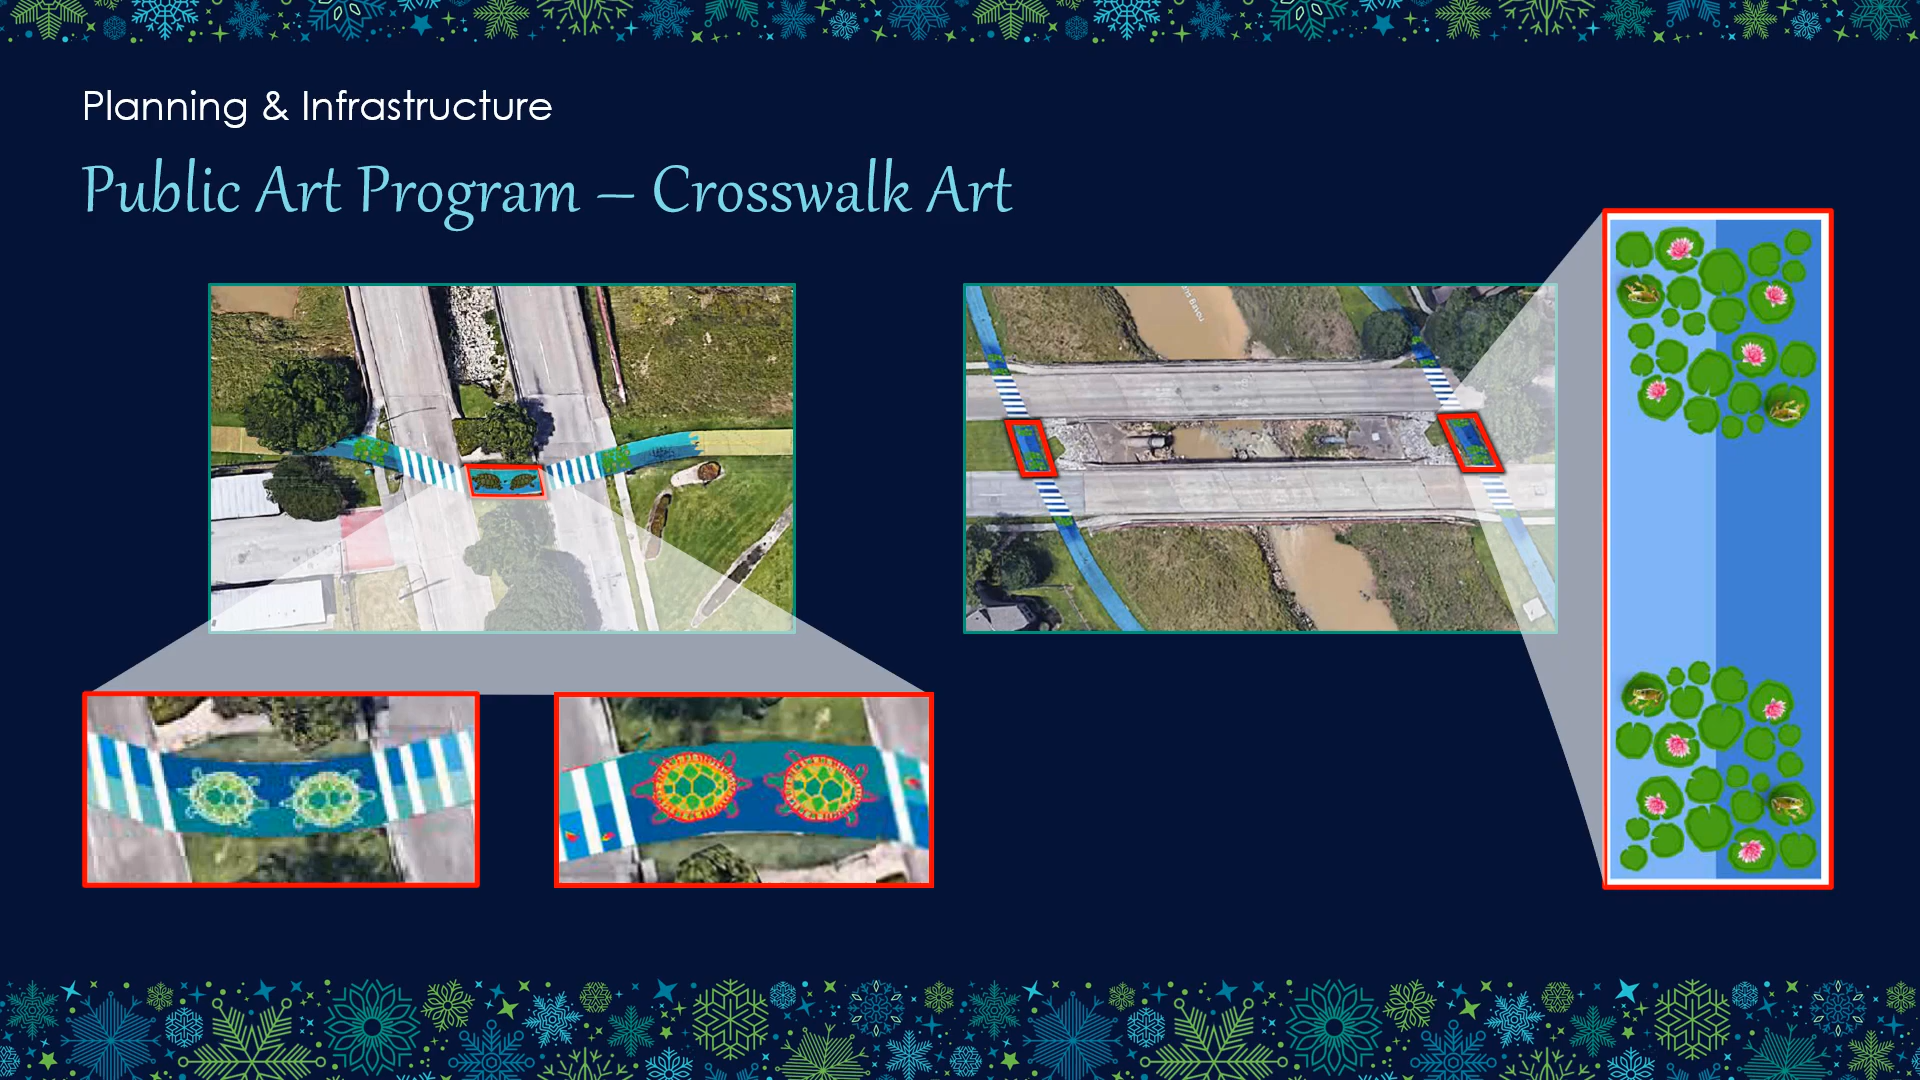 Planning & Infrastructure
Public Art Program – Crosswalk Art